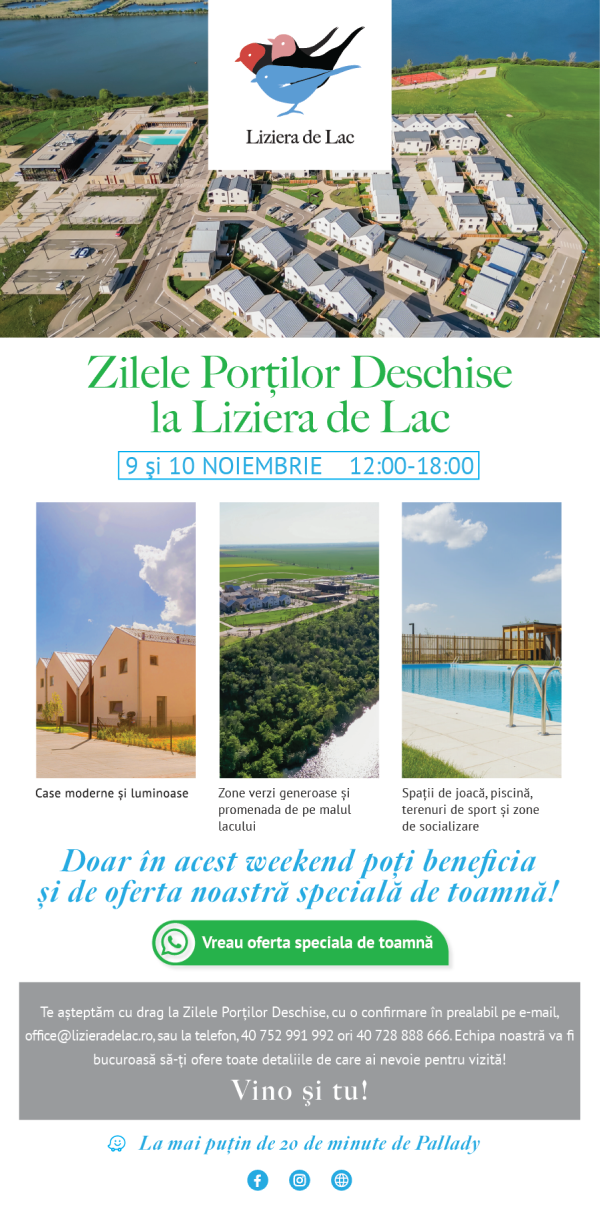 Liziera de Lac
Zilele Porților Deschise
la Liziera de Lac
9 şi 10 NOIEMBRIE 12:00-18:00
Case moderne și luminoase
Zone verzi generoase și
promenada de pe malul
lacului
Spații de joacă, piscină,
terenuri de sport și zone
de socializare
Doar în acest weekend poți beneficia
și de oferta noastră specială de toamnă!
Vreau oferta speciala de toamnă
Te așteptăm cu drag la Zilele Porților Deschise, cu o confirmare în prealabil pe e-mail,
office@lizieradelac.ro, sau la telefon, 40 752 991 992 ori 40 728 888 666. Echipa noastră va fi
bucuroasă să-ți ofere toate detaliile de care ai nevoie pentru vizită!
Vino şi tu!
La mai puțin de 20 de minute de Pallady